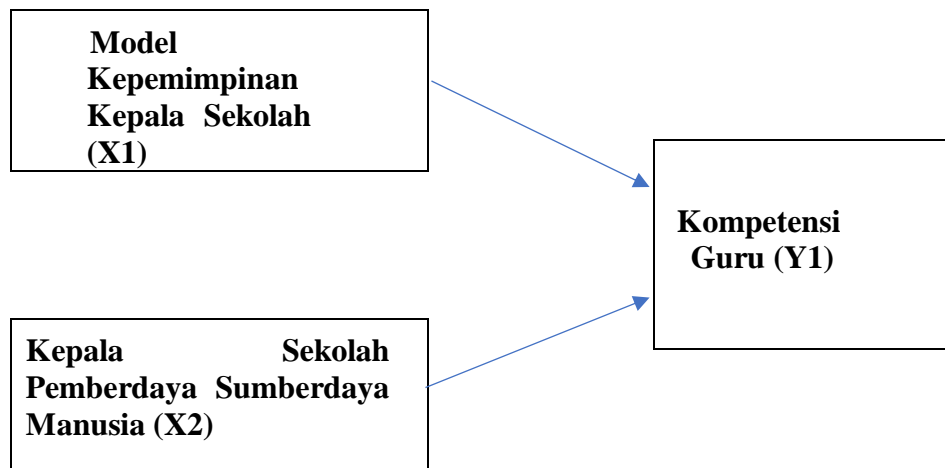 Model
Kepemimpinan
Kepala Sekolah
(X1)
Kompetensi
Guru (Y1)
Kepala Sekolah
Pemberdaya Sumberdaya
Manusia (X2)